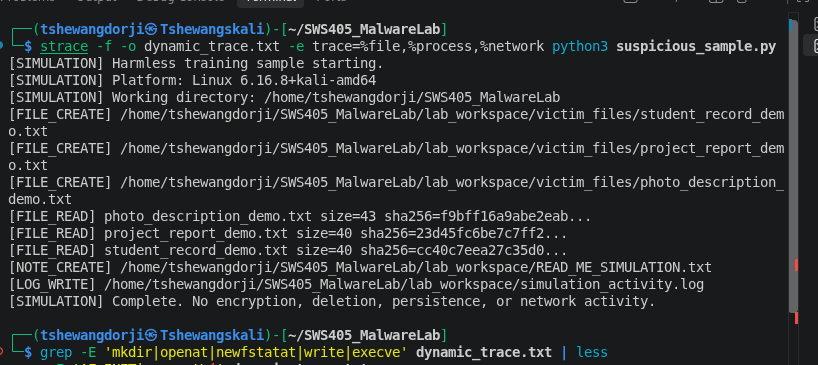 ┌──(tshewangdorji㉿Tshewangskali)-[~/SWS405_MalwareLab]
└─$ strace -f -o dynamic_trace.txt -e trace=%file,%process,%network python3 suspicious_sample.py
[SIMULATION] Harmless training sample starting.
[SIMULATION] Platform: Linux 6.16.8+kali-amd64
[SIMULATION] Working directory: /home/tshewangdorji/SWS405_MalwareLab
[FILE_CREATE] /home/tshewangdorji/SWS405_MalwareLab/lab_workspace/victim_files/student_record_dem
o.txt
[FILE_CREATE] /home/tshewangdorji/SWS405_MalwareLab/lab_workspace/victim_files/project_report_dem
o.txt
[FILE_CREATE] /home/tshewangdorji/SWS405_MalwareLab/lab_workspace/victim_files/photo_description_
demo.txt
[FILE_READ] photo_description_demo.txt size=43 sha256=f9bff16a9abe2eab...
[FILE_READ] project_report_demo.txt size=40 sha256=23d45fc6be7c7ff2...
[FILE_READ] student_record_demo.txt size=40 sha256=cc40c7eea27c35d0...
[NOTE_CREATE] /home/tshewangdorji/SWS405_MalwareLab/lab_workspace/READ_ME_SIMULATION.txt
[LOG_WRITE] /home/tshewangdorji/SWS405_MalwareLab/lab_workspace/simulation_activity.log
[SIMULATION] Complete. No encryption, deletion, persistence, or network activity.
┌──(tshewangdorji㉿Tshewangskali)-[~/SWS405_MalwareLab]
└─$ grep -E 'mkdir|openat|newfstatat|write|execve' dynamic_trace.txt | less